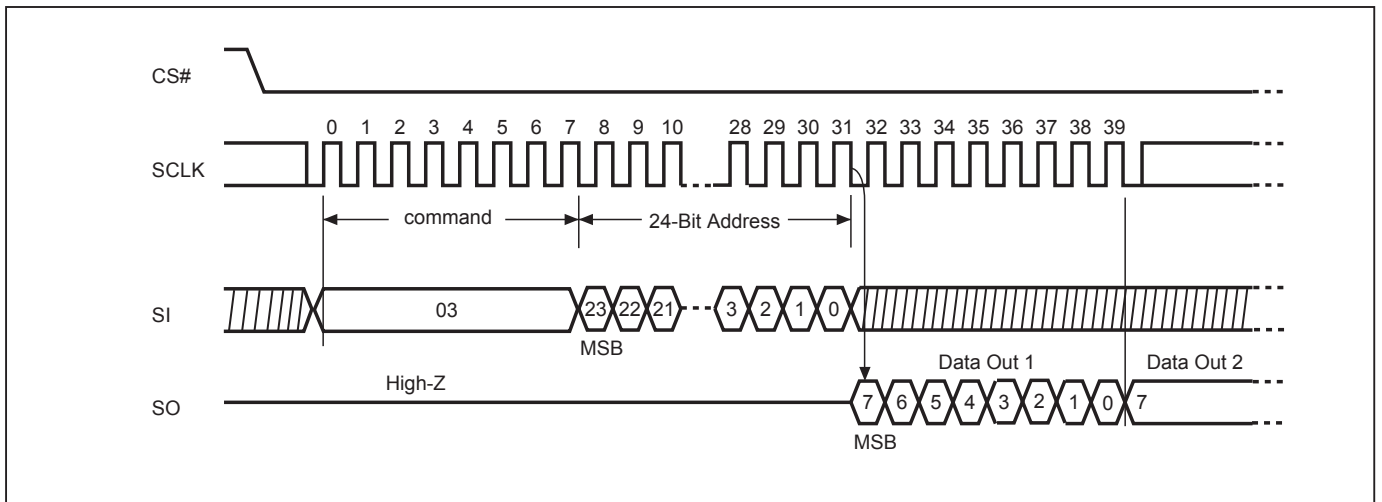 CS#
0 1 2 3 4 5 6 7 8 9 10 28 29 30 31 32 33 34 35 36 37 38 39
SCLK
command 24-Bit Address
SI 03 23 22 21 3 2 1 0
MSB
Data Out 1 Data Out 2
High-Z
SO 7 6 5 4 3 2 1 0 7
MSB